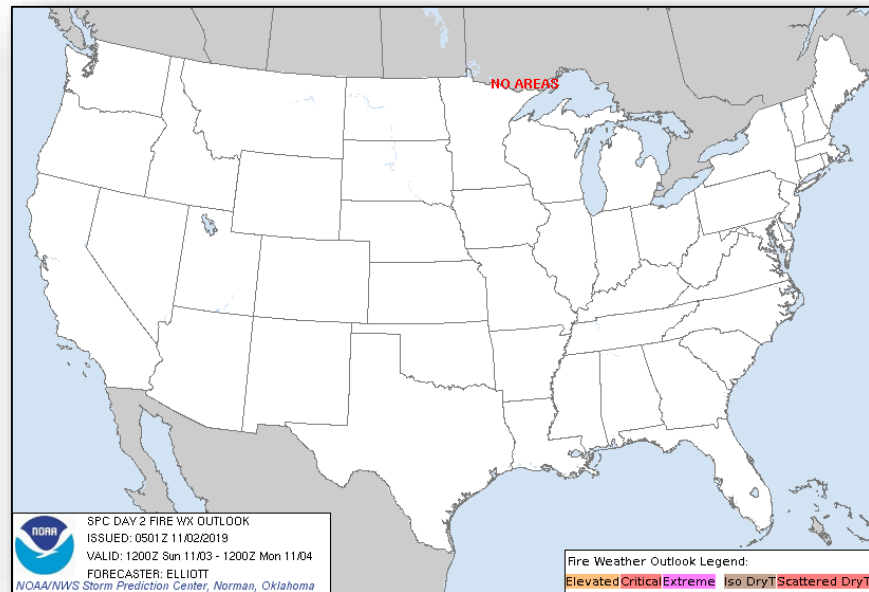 NO AREAS
NOAA
SPC DAY 2 FIRE WX OUTLOOK
ISSUED: 0501Z 11/02/2019
VALID: 1200Z Sun 11/03 - 1200Z Mon 11/04
FORECASTER: ELLIOTT
NOAA/NWS Storm Prediction Center, Norman, Oklahoma
Fire Weather Outlook Legend:
Elevated Critical Extreme Iso DryT Scattered DryT